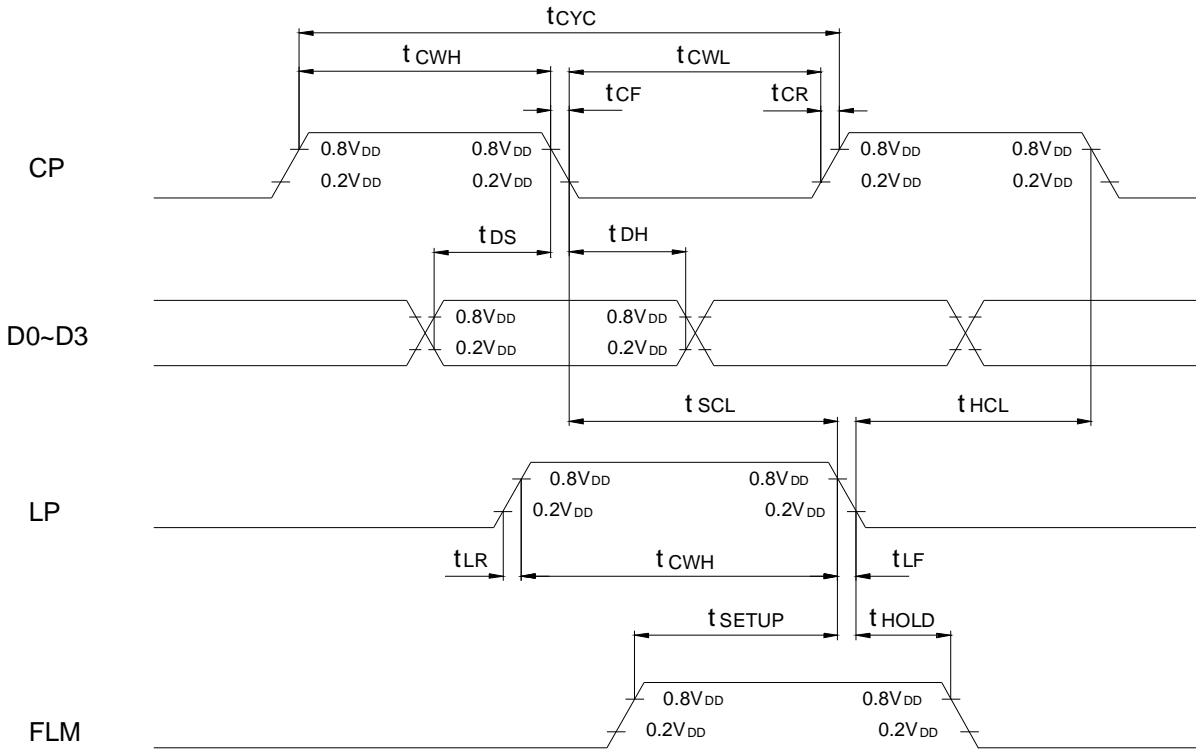 tCYC
tCWH tCWL
tCF tCR
CP
0.8VDD 0.8VDD 0.8VDD 0.8VDD
0.2VDD 0.2VDD 0.2VDD 0.2VDD
tDS tDH
D0~D3
0.8VDD 0.8VDD
0.2VDD 0.2VDD
tSCL tHCL
LP
0.8VDD 0.8VDD
0.2VDD 0.2VDD
tLR tCWH tLF
tSETUP tHOLD
FLM
0.8VDD 0.8VDD
0.2VDD 0.2VDD